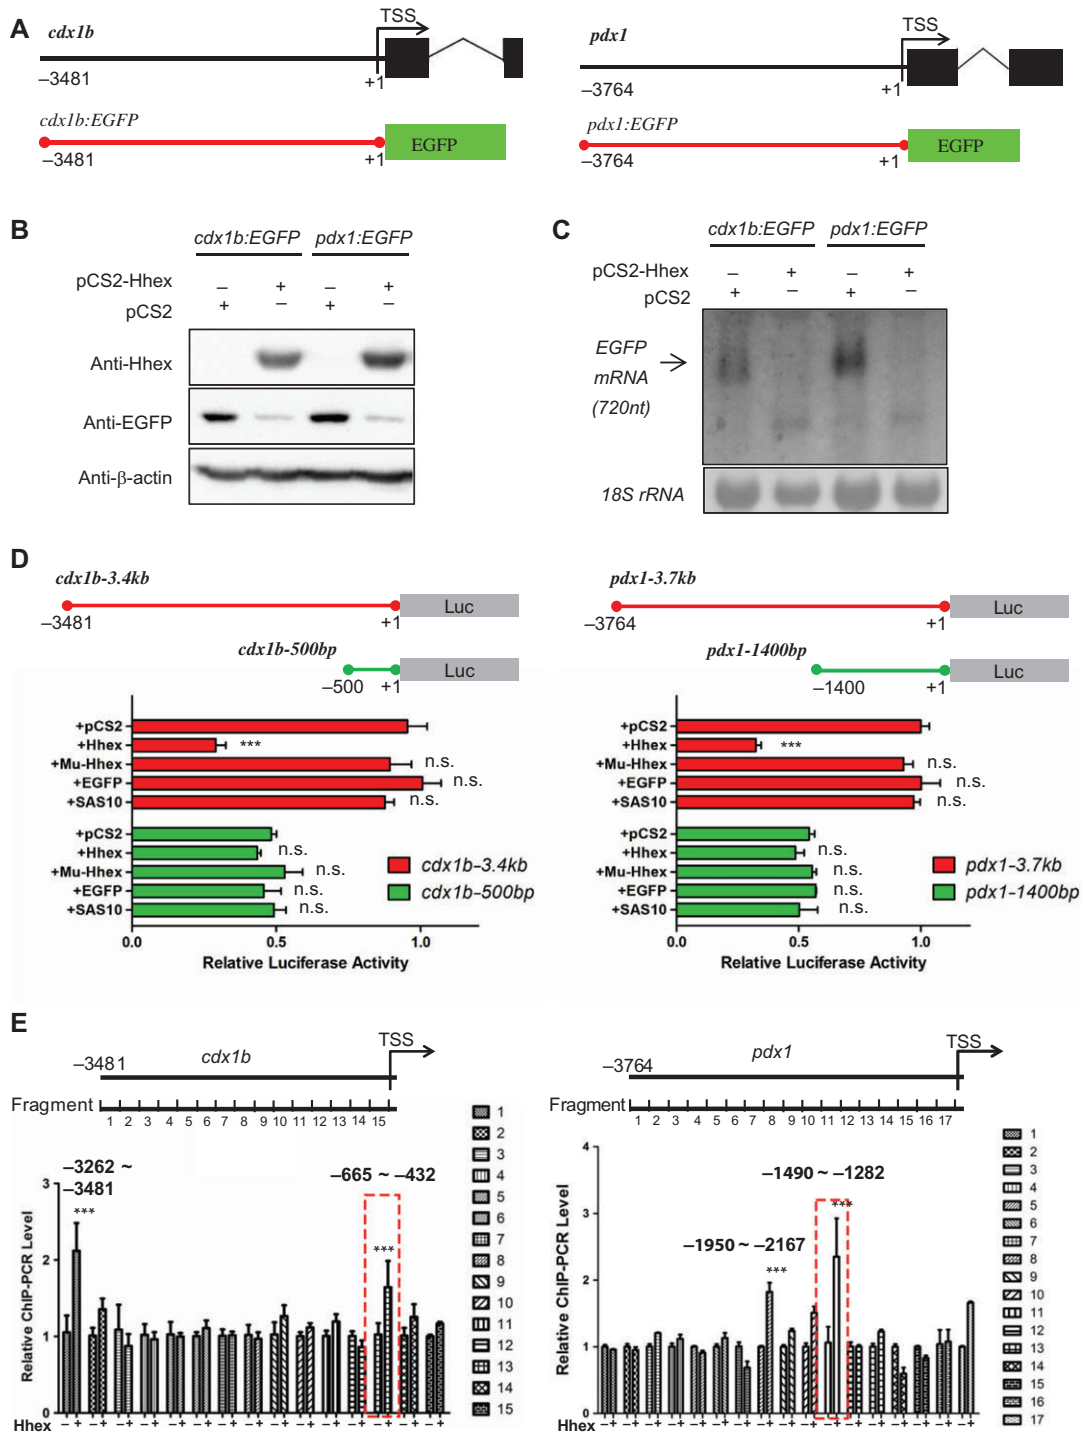 A
cdx1b
TSS
–3481
+1
cdx1b:EGFP
EGFP
–3481
+1
pdx1
TSS
–3764
+1
pdx1:EGFP
EGFP
–3764
+1
B
cdx1b:EGFP pdx1:EGFP
pCS2-Hhex – + – +
pCS2 + – + –
Anti-Hhex
Anti-EGFP
Anti-β-actin
C
cdx1b:EGFP pdx1:EGFP
pCS2-Hhex – + – +
pCS2 + – + –
EGFP
mRNA
(720nt)
18S rRNA
D
cdx1b-3.4kb
Luc
–3481
+1
cdx1b-500bp
Luc
–500 +1
+pCS2
+Hhex ***
+Mu-Hhex n.s.
+EGFP n.s.
+SAS10 n.s.
+pCS2
+Hhex n.s.
+Mu-Hhex n.s.
+EGFP n.s.
+SAS10 n.s.
cdx1b-3.4kb
cdx1b-500bp
0.0 0.5 1.0
Relative Luciferase Activity
pdx1-3.7kb
Luc
–3764
+1
pdx1-1400bp
Luc
–1400 +1
+pCS2
+Hhex ***
+Mu-Hhex n.s.
+EGFP n.s.
+SAS10 n.s.
+pCS2
+Hhex n.s.
+Mu-Hhex n.s.
+EGFP n.s.
+SAS10 n.s.
pdx1-3.7kb
pdx1-1400bp
0.0 0.5 1.0
Relative Luciferase Activity
E
–3481
cdx1b
TSS
Fragment
1 2 3 4 5 6 7 8 9 10 11 12 13 14 15
–3262 ~
–3481
***
–665 ~ –432
***
Relative ChIP-PCR Level
3
2
1
0
Hhex – + – + – + – + – + – + – + – + – + – + – + – + – + – + – +
1
2
3
4
5
6
7
8
9
10
11
12
13
14
15
–3764
pdx1
TSS
Fragment
1 2 3 4 5 6 7 8 9 10 11 12 13 14 15 16 17
–1490 ~ –1282
***
–1950 ~ –2167
***
Relative ChIP-PCR Level
4
3
2
1
0
Hhex – + – + – + – + – + – + – + – + – + – + – + – + – + – + – + – + – +
1
2
3
4
5
6
7
8
9
10
11
12
13
14
15
16
17